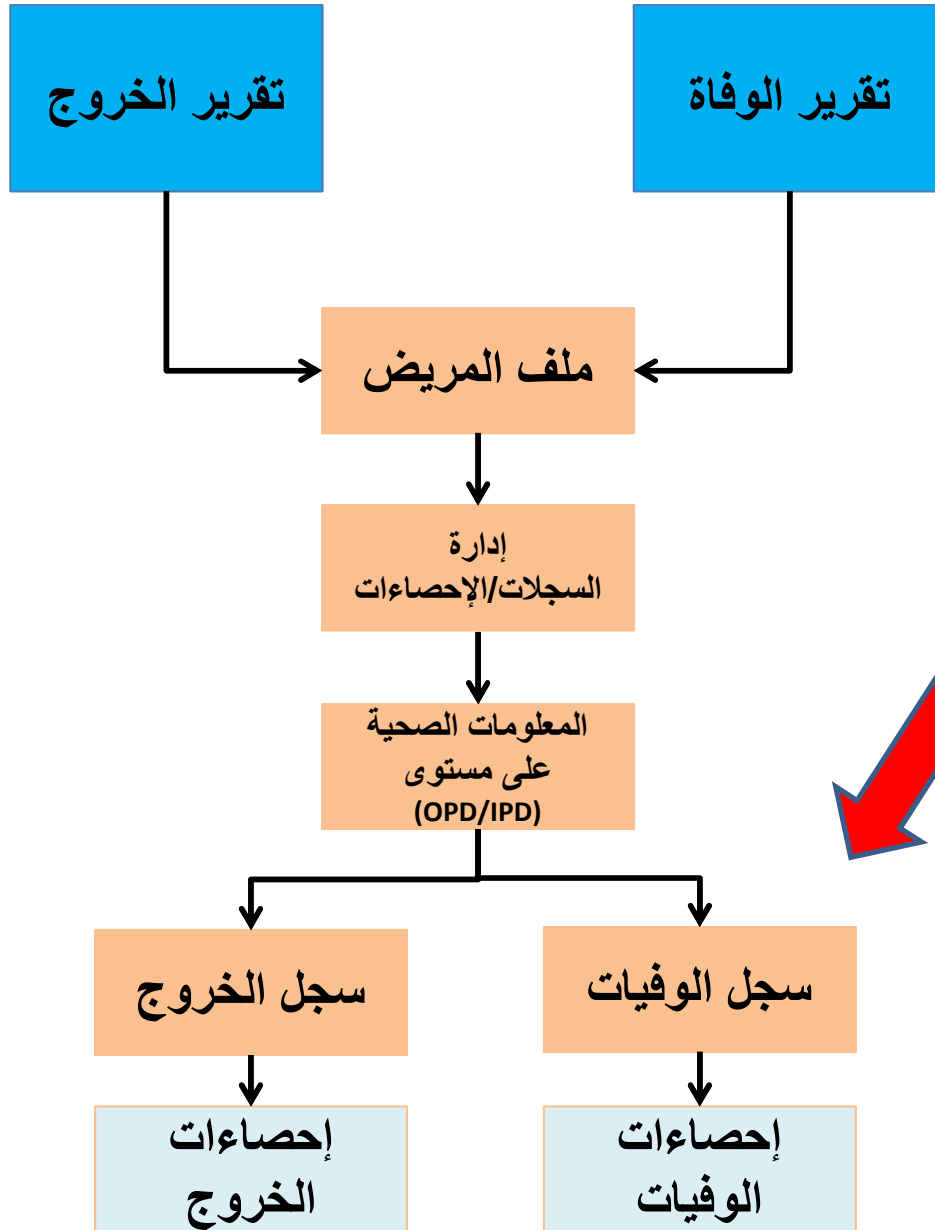 تقرير الوفاة
تقرير الخروج
ملف المريض
إدارة
السجلات/الإحصاءات
المعلومات الصحية
على مستوى
(OPD/IPD)
سجل الوفيات
سجل الخروج
إحصاءات
الوفيات
إحصاءات
الخروج